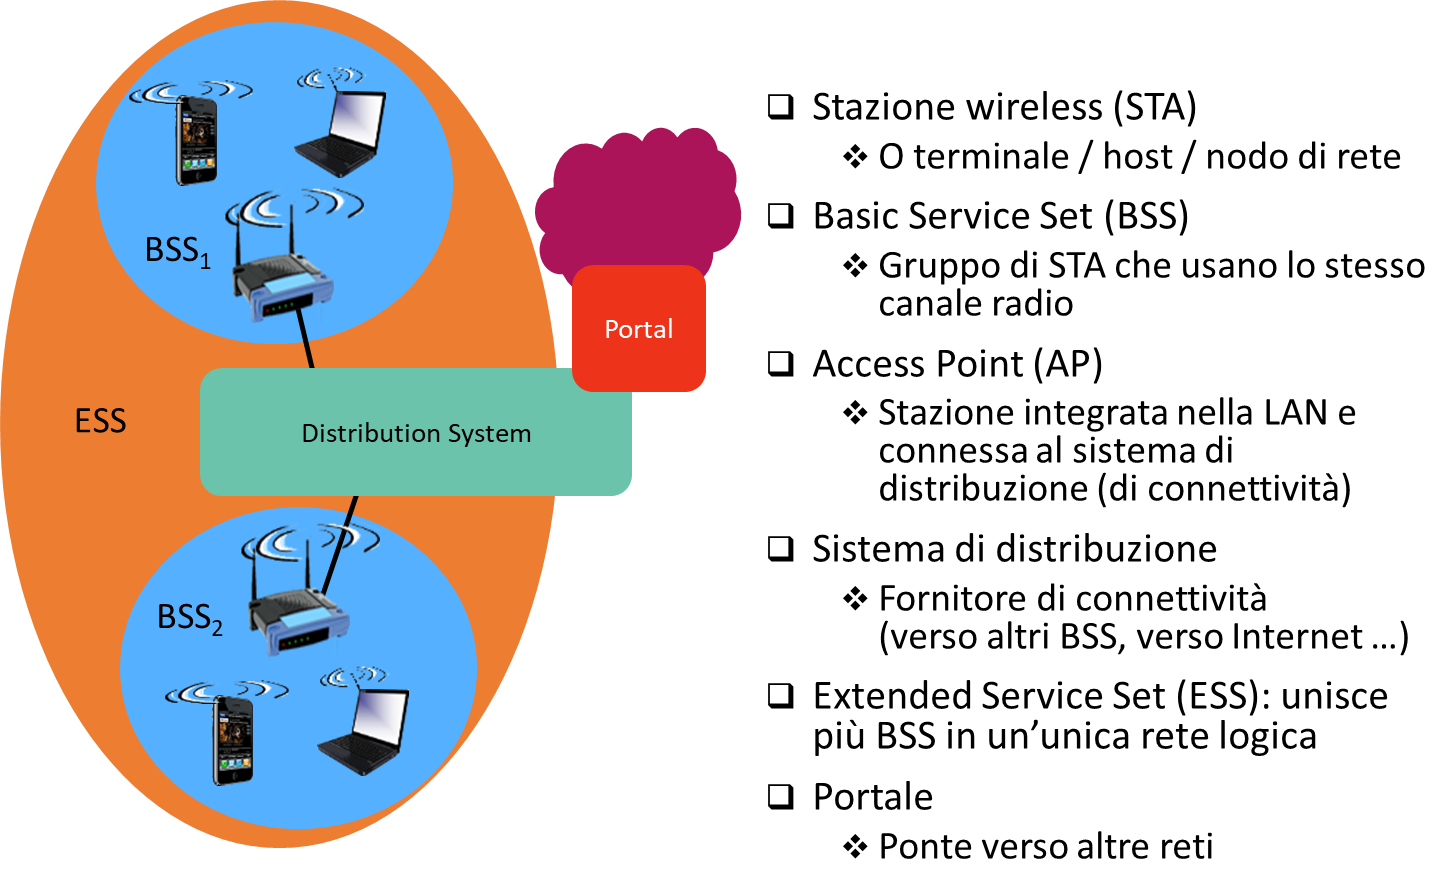 BSS1
ESS
Distribution System
BSS2
Portal
Stazione wireless (STA)
O terminale / host / nodo di rete
Basic Service Set (BSS)
Gruppo di STA che usano lo stesso
canale radio
Access Point (AP)
Stazione integrata nella LAN e
connessa al sistema di
distribuzione (di connettività)
Sistema di distribuzione
Fornitore di connettività
(verso altri BSS, verso Internet ...)
Extended Service Set (ESS): unisce
più BSS in un’unica rete logica
Portale
Ponte verso altre reti